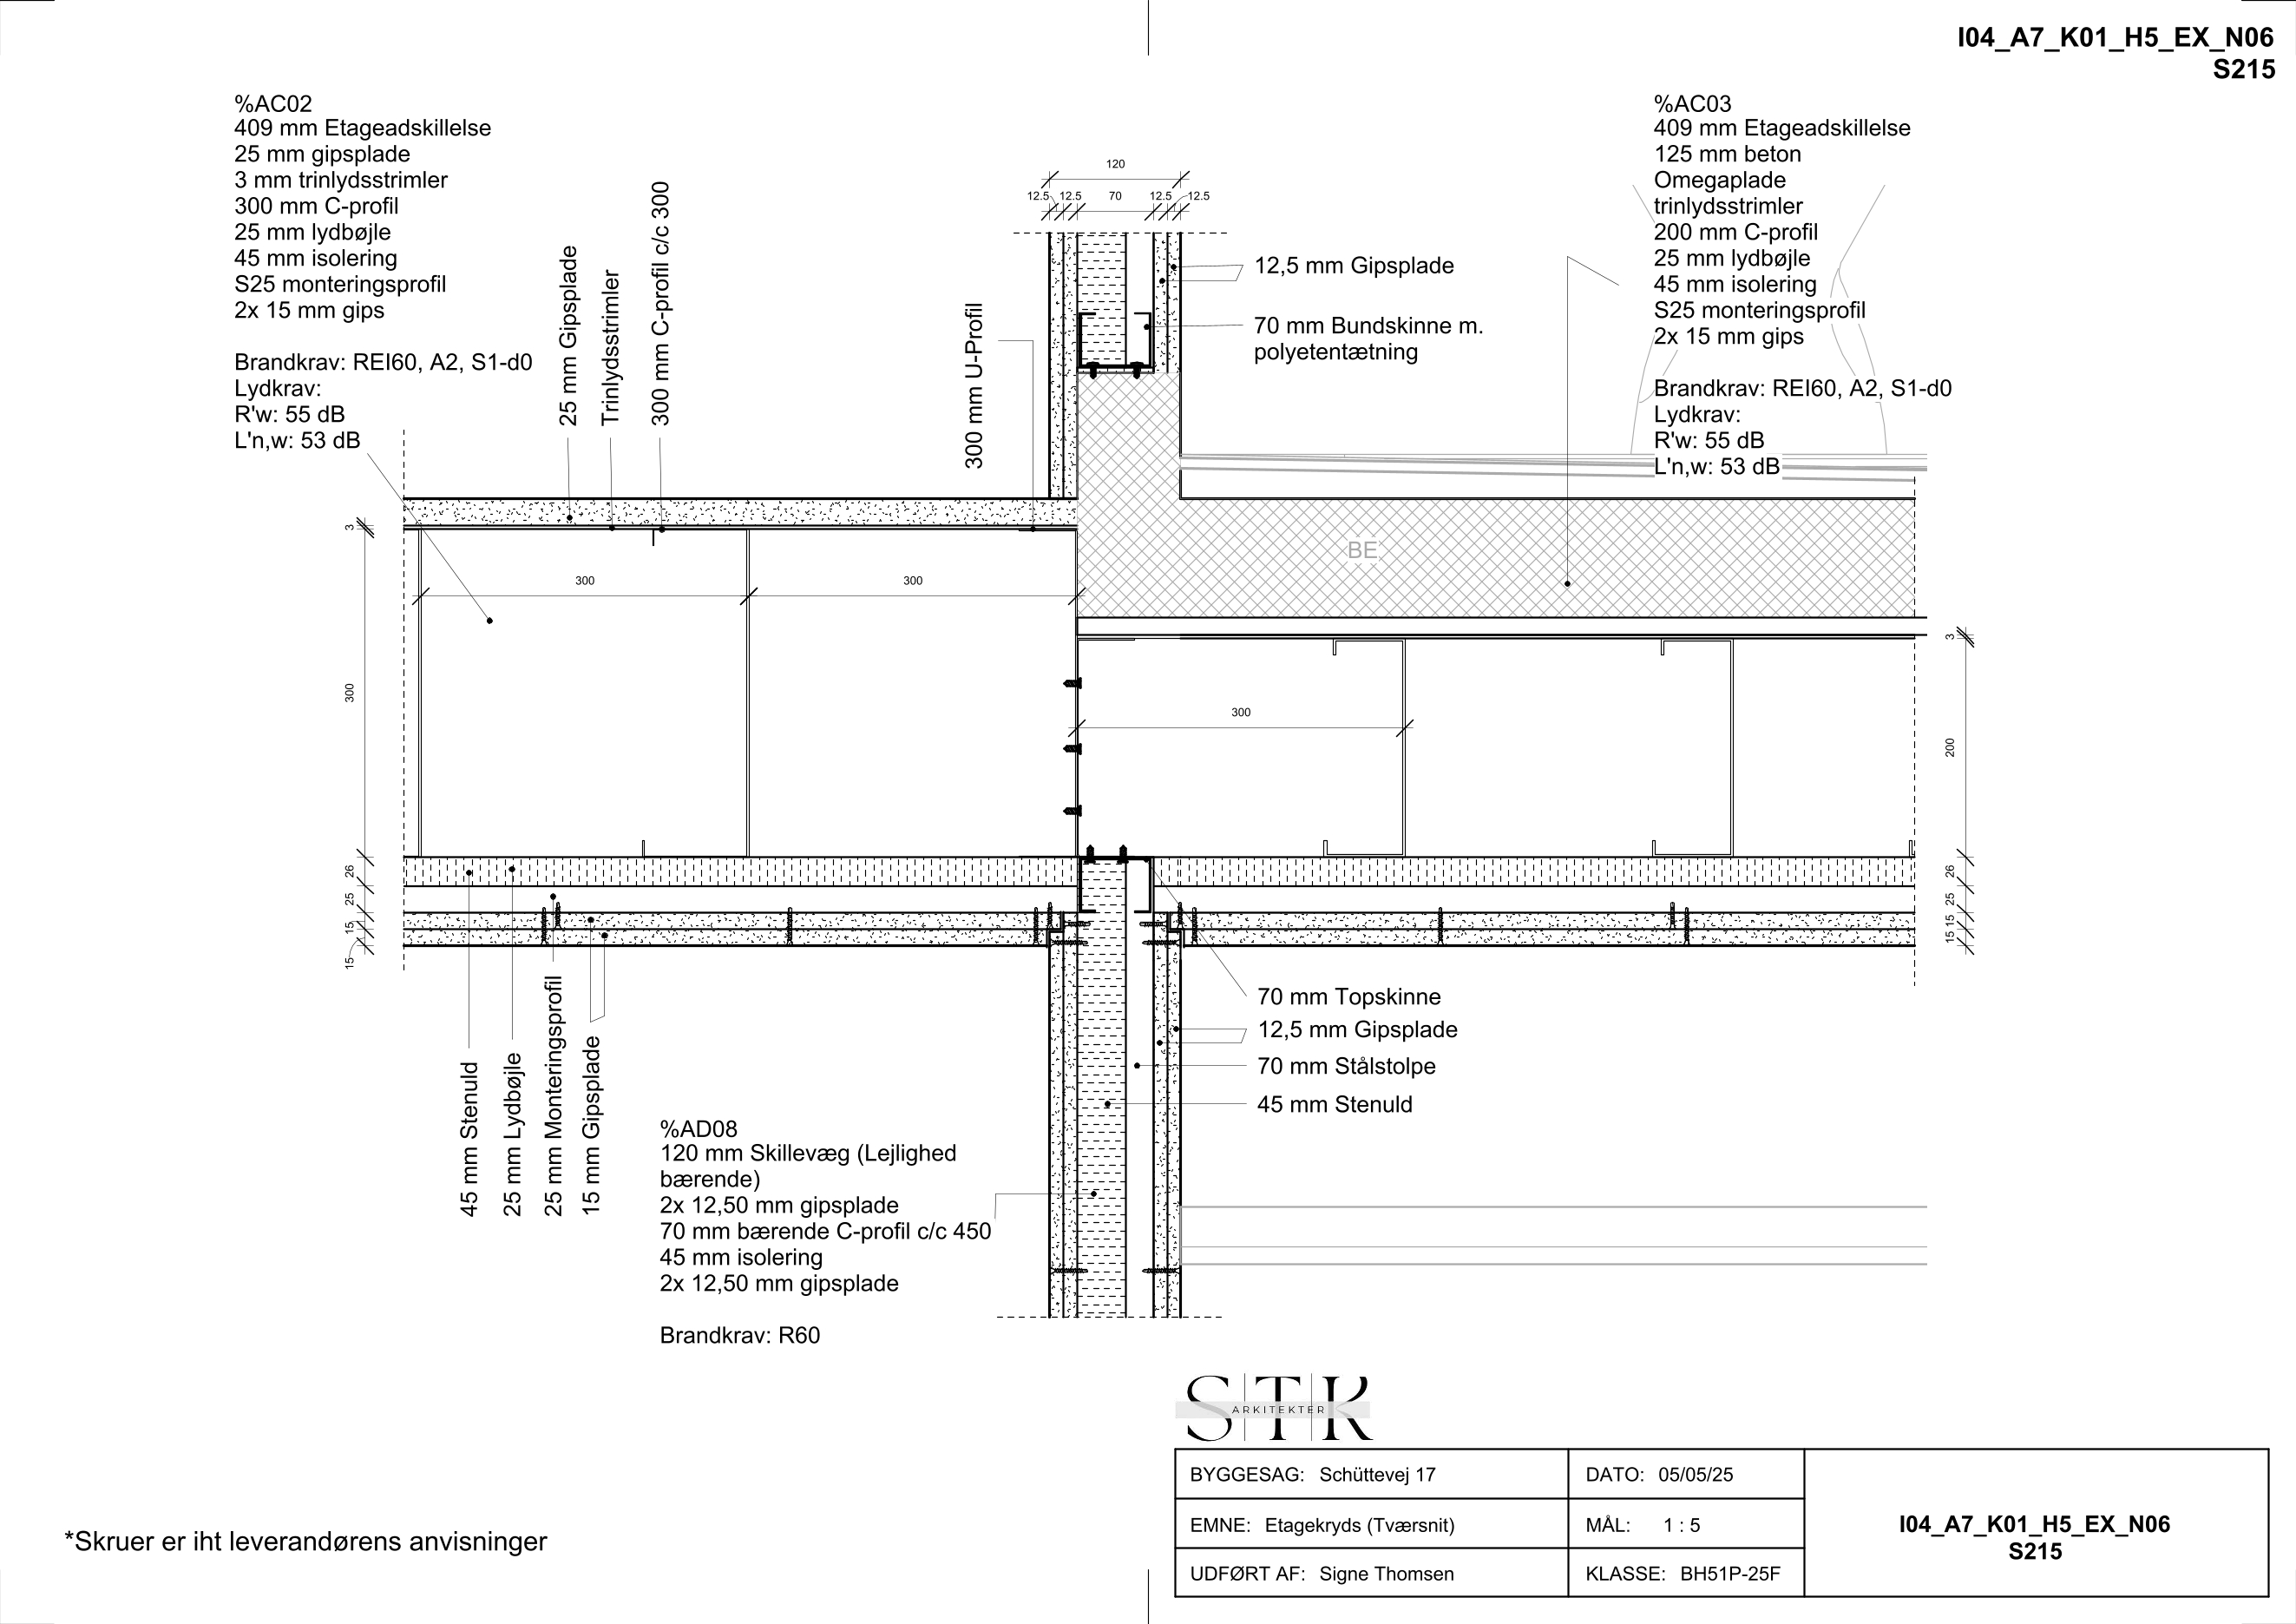 I04_A7_K01_H5_EX_N06
S215
%AC02
409 mm Etageadskillelse
25 mm gipsplade
3 mm trinlydsstrimler
300 mm C-profil
25 mm lydbøjle
45 mm isolering
S25 monteringsprofil
2x 15 mm gips
Brandkrav: REI60, A2, S1-d0
Lydkrav:
R'w: 55 dB
L'n,w: 53 dB
25 mm Gipsplade
Trinlydsstrimler
300 mm C-profil c/c 300
300 mm U-Profil
120
12.5 12.5 70 12.5 12.5
12,5 mm Gipsplade
70 mm Bundskinne m.
polyetentætning
%AC03
409 mm Etageadskillelse
125 mm beton
Omegaplade
trinlydsstrimler
200 mm C-profil
25 mm lydbøjle
45 mm isolering
S25 monteringsprofil
2x 15 mm gips
Brandkrav: REI60, A2, S1-d0
Lydkrav:
R'w: 55 dB
L'n,w: 53 dB
BE
3
300
26
25
15
15
300
300
300
3
200
26
25
15
15
45 mm Stenuld
25 mm Lydbøjle
25 mm Monteringsprofil
15 mm Gipsplade
70 mm Topskinne
12,5 mm Gipsplade
70 mm Stålstolpe
45 mm Stenuld
%AD08
120 mm Skillevæg (Lejlighed
bærende)
2x 12,50 mm gipsplade
70 mm bærende C-profil c/c 450
45 mm isolering
2x 12,50 mm gipsplade
Brandkrav: R60
STK
ARKITEKTER
BYGGESAG: Schüttevej 17
DATO: 05/05/25
EMNE: Etagekryds (Tværsnit)
MÅL: 1 : 5
UDFØRT AF: Signe Thomsen
KLASSE: BH51P-25F
I04_A7_K01_H5_EX_N06
S215
*Skruer er iht leverandørens anvisninger